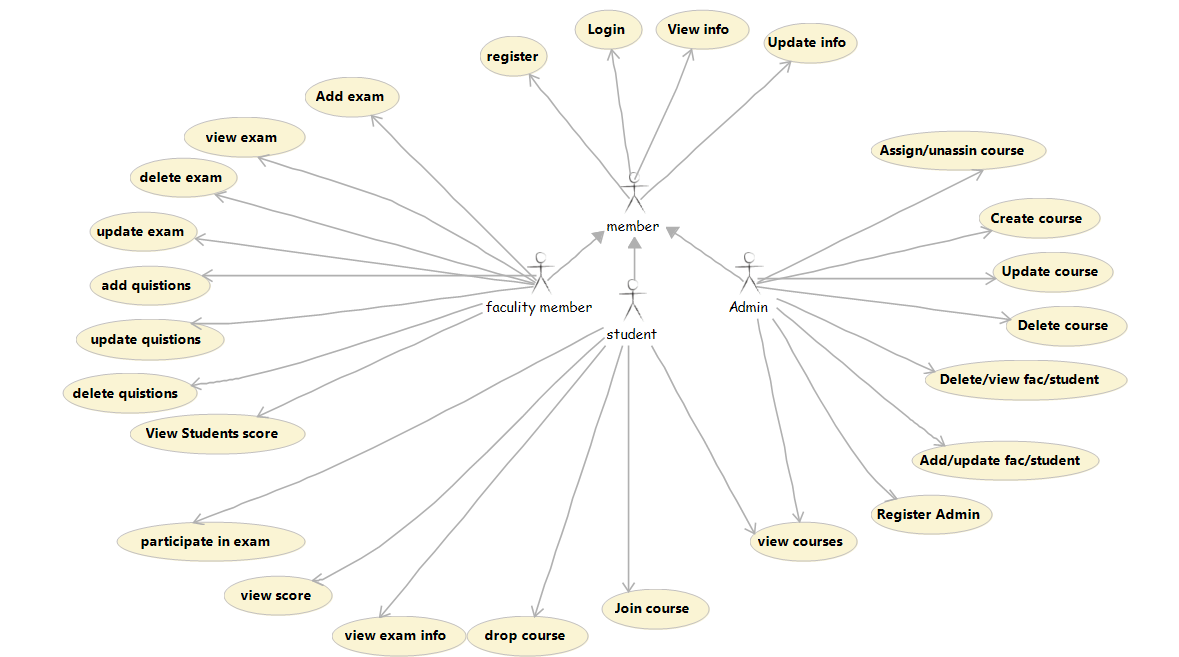 Login
View info
Update info
register
Add exam
view exam
Assign/unassin course
delete exam
Create course
member
update exam
Update course
add quistions
faculity member
Admin
Delete course
student
update quistions
Delete/view fac/student
delete quistions
View Students score
Add/update fac/student
Register Admin
participate in exam
view courses
view score
Join course
view exam info
drop course